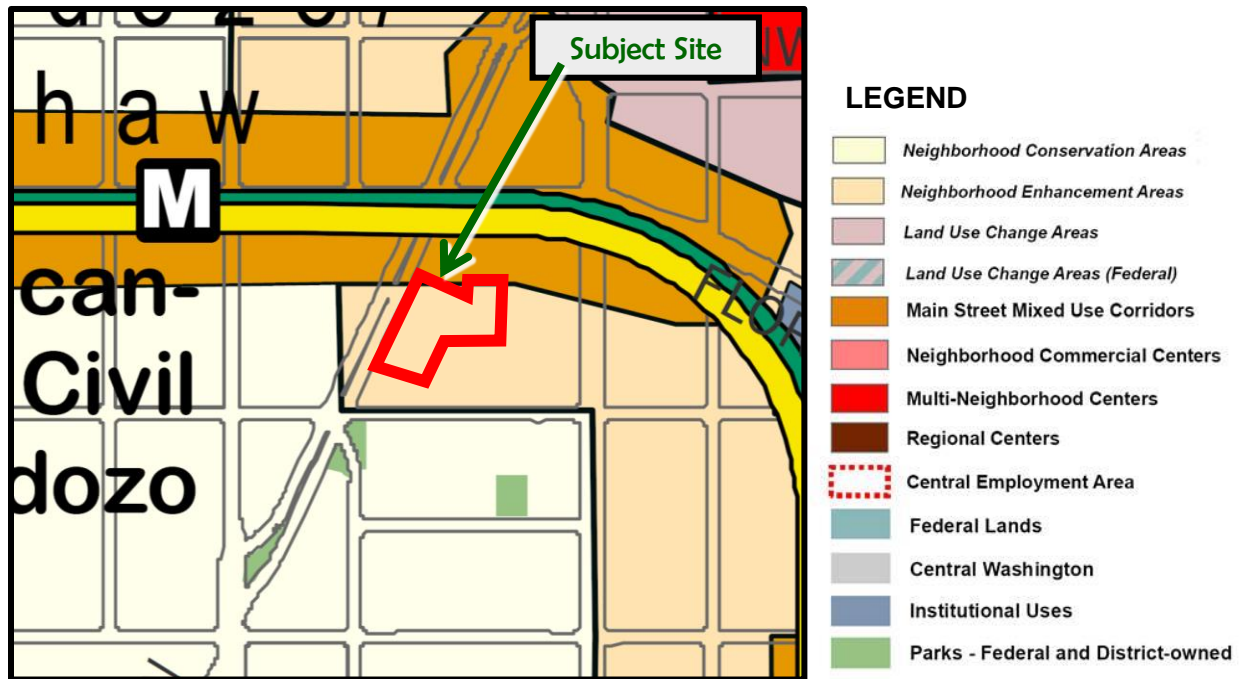 Subject Site
NW
h a w
M
can-
Civil
dozo
LEGEND
Neighborhood Conservation Areas
Neighborhood Enhancement Areas
Land Use Change Areas
Land Use Change Areas (Federal)
Main Street Mixed Use Corridors
Neighborhood Commercial Centers
Multi-Neighborhood Centers
Regional Centers
Central Employment Area
Federal Lands
Central Washington
Institutional Uses
Parks - Federal and District-owned